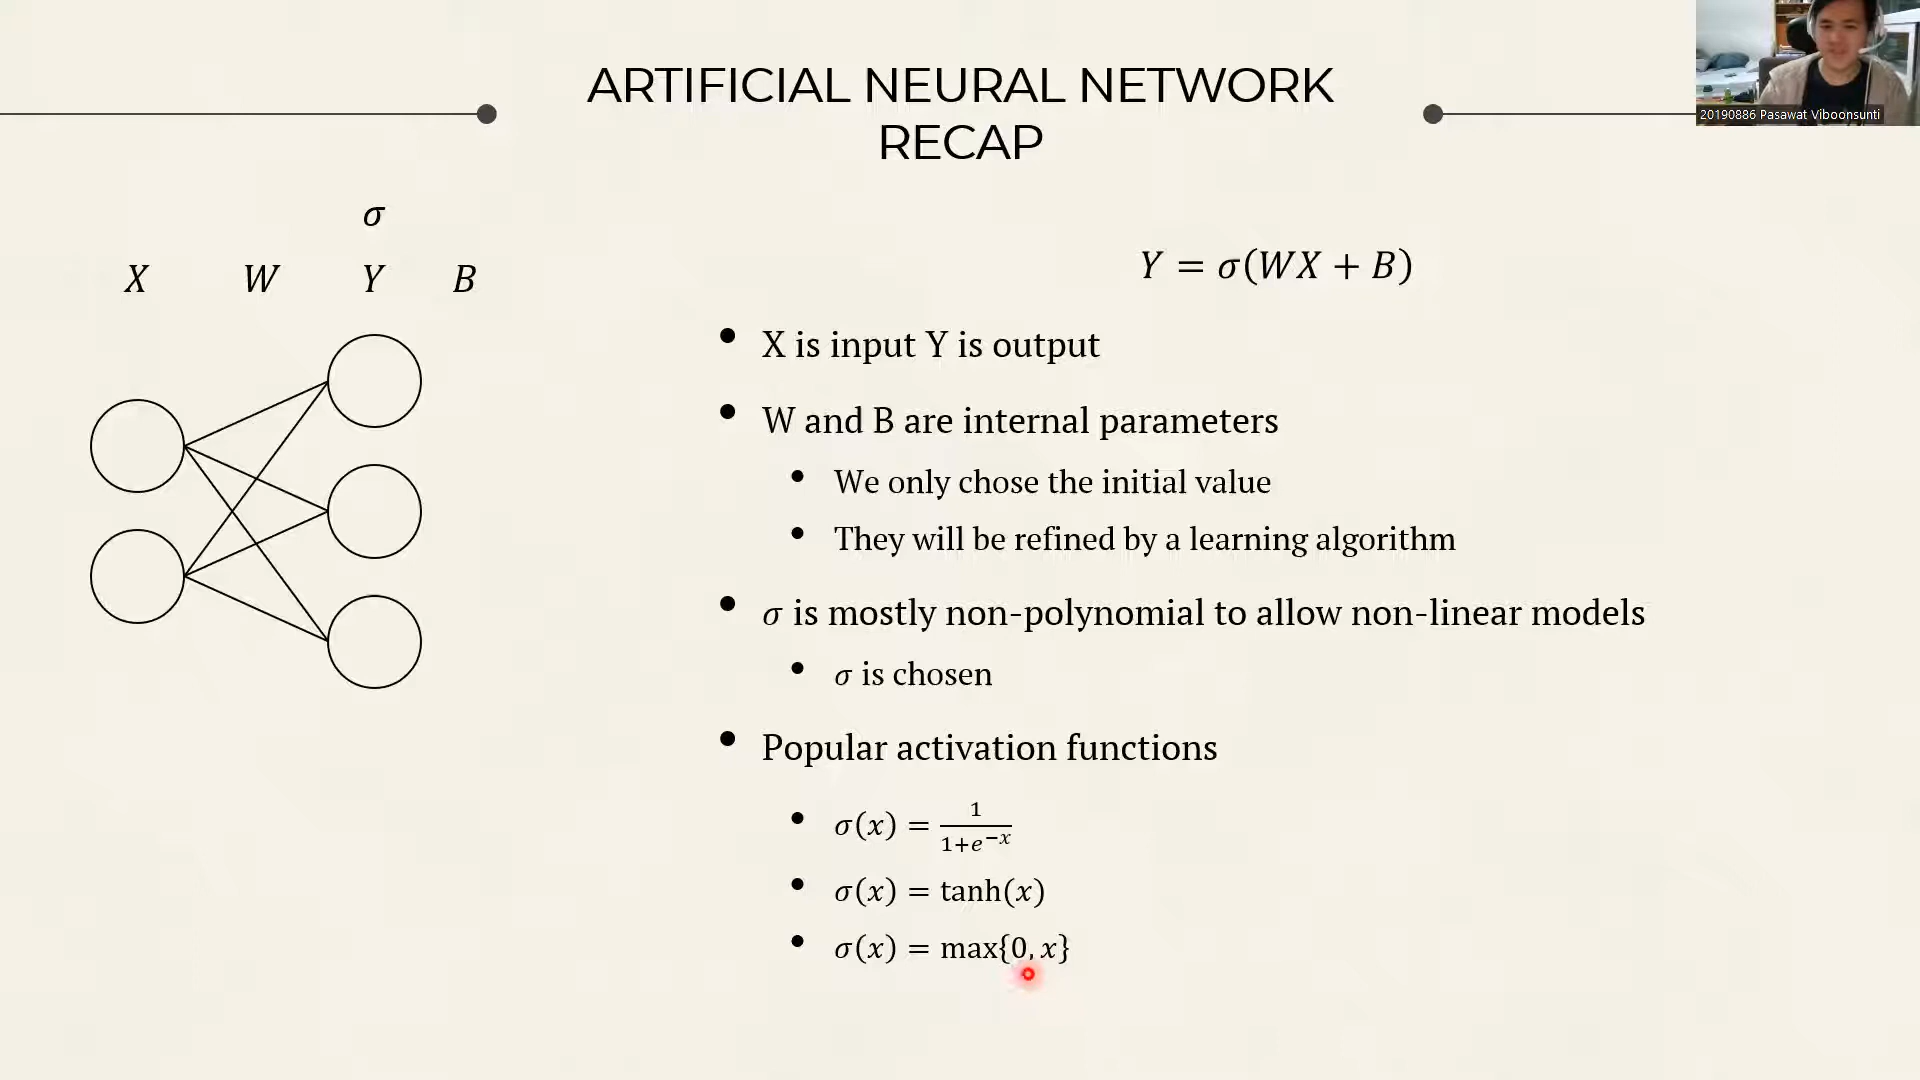 ARTIFICIAL NEURAL NETWORK
RECAP
20190886 Pasawat Viboonsunti
σ
X W Y B
Y = σ(WX + B)
• X is input Y is output
• W and B are internal parameters
• We only chose the initial value
• They will be refined by a learning algorithm
• σ is mostly non-polynomial to allow non-linear models
• σ is chosen
• Popular activation functions
• σ(x) = 1/(1+e^{−x})
• σ(x) = tanh(x)
• σ(x) = max{0, x}